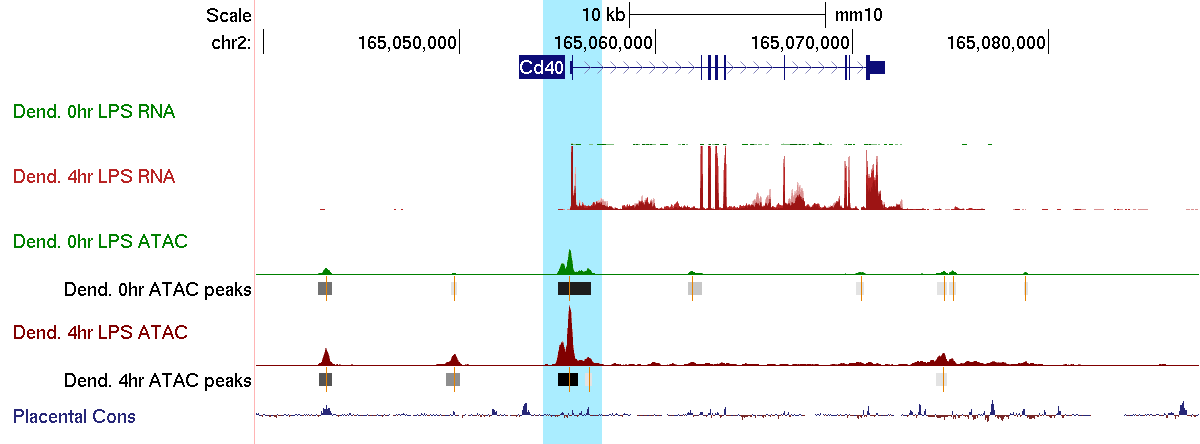 Scale 10 kb mm10
chr2: 165,050,000 165,060,000 165,070,000 165,080,000
Cd40
Dend. 0hr LPS RNA
Dend. 4hr LPS RNA
Dend. 0hr LPS ATAC
Dend. 0hr ATAC peaks
Dend. 4hr LPS ATAC
Dend. 4hr ATAC peaks
Placental Cons